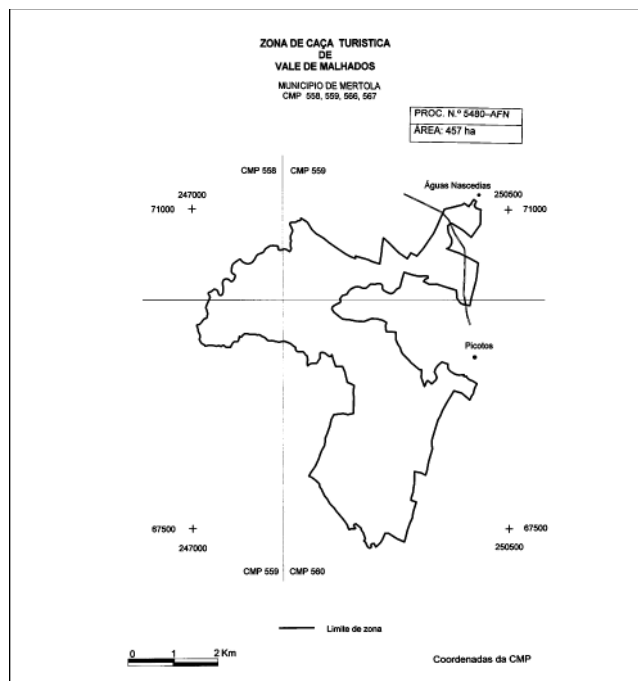 ZONA DE CAÇA TURISTICA
DE
VALE DE MALHADOS
MUNICIPIO DE MERTOLA
CMP 558, 559, 566, 567
PROC. N.º 5480-AFN
ÁREA: 457 ha
CMP 558
CMP 559
Águas Nascedias
247000
250500
71000
71000
Picotos
67500
67500
247000
250500
CMP 559
CMP 560
Limite de zona
0 1 2 Km
Coordenadas da CMP